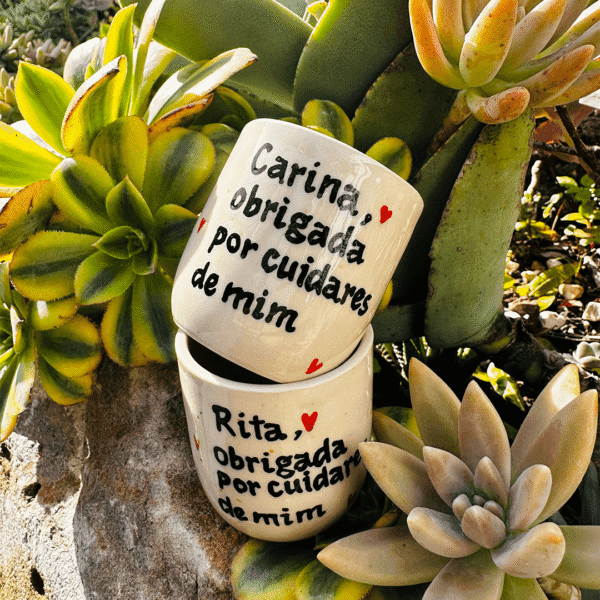 Carina,
obrigada
por cuidares
de mim
Rita,
obrigada
por cuidares
de mim